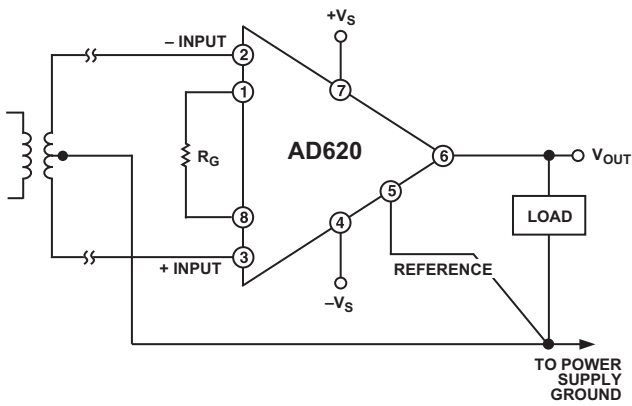 +VS
– INPUT
2
1
7
RG
AD620
6
VOUT
5
8
4
LOAD
3
+ INPUT
REFERENCE
–VS
TO POWER
SUPPLY
GROUND